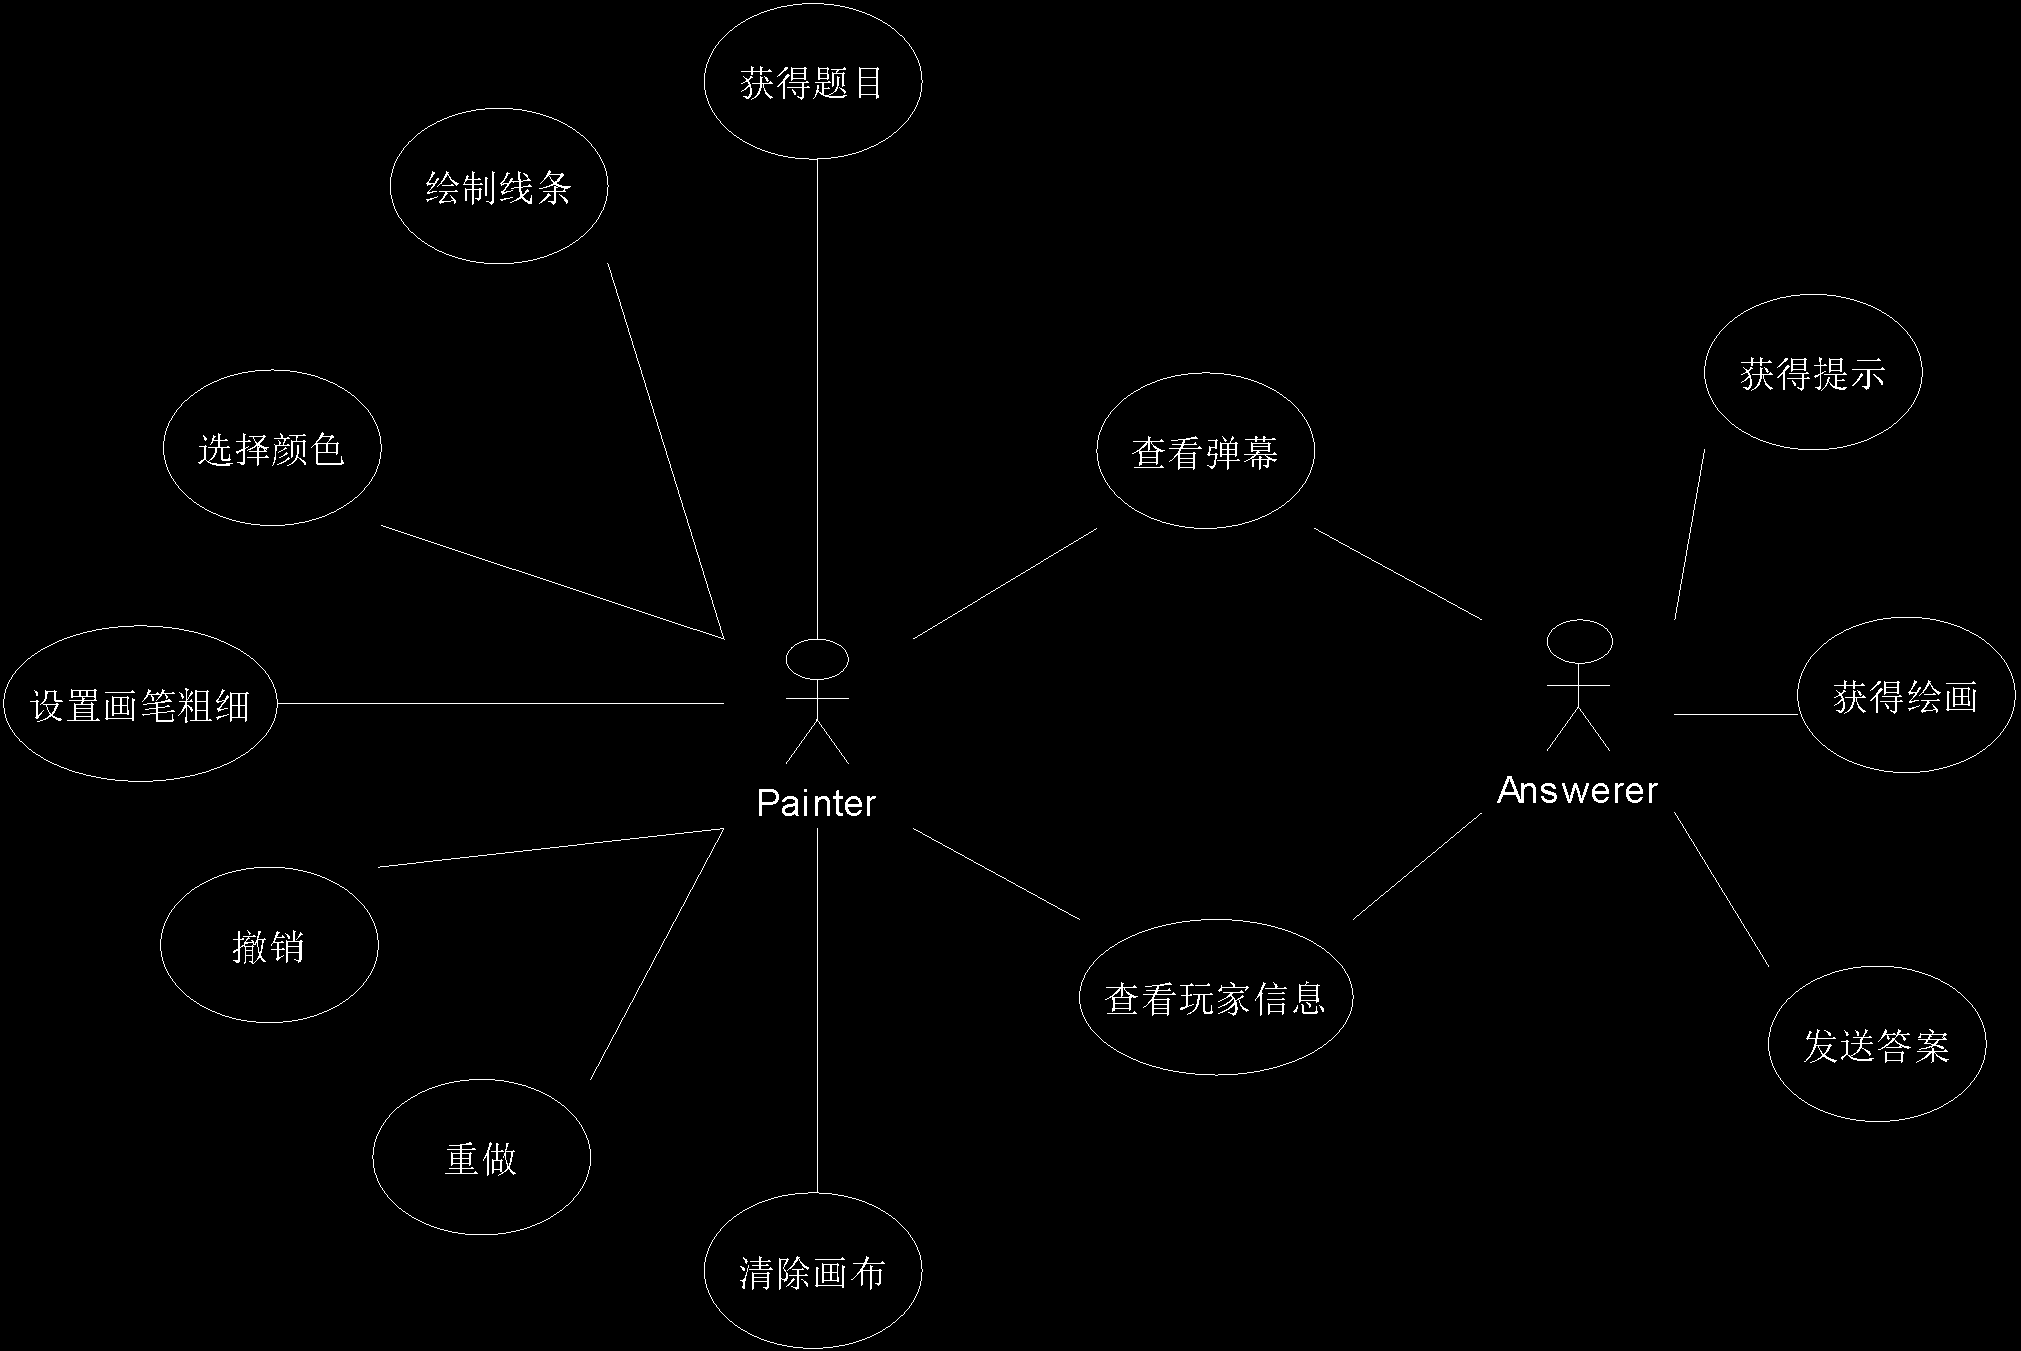 获得题目
绘制线条
获得提示
选择颜色
查看弹幕
设置画笔粗细
获得绘画
Painter
Answerer
撤销
查看玩家信息
发送答案
重做
清除画布